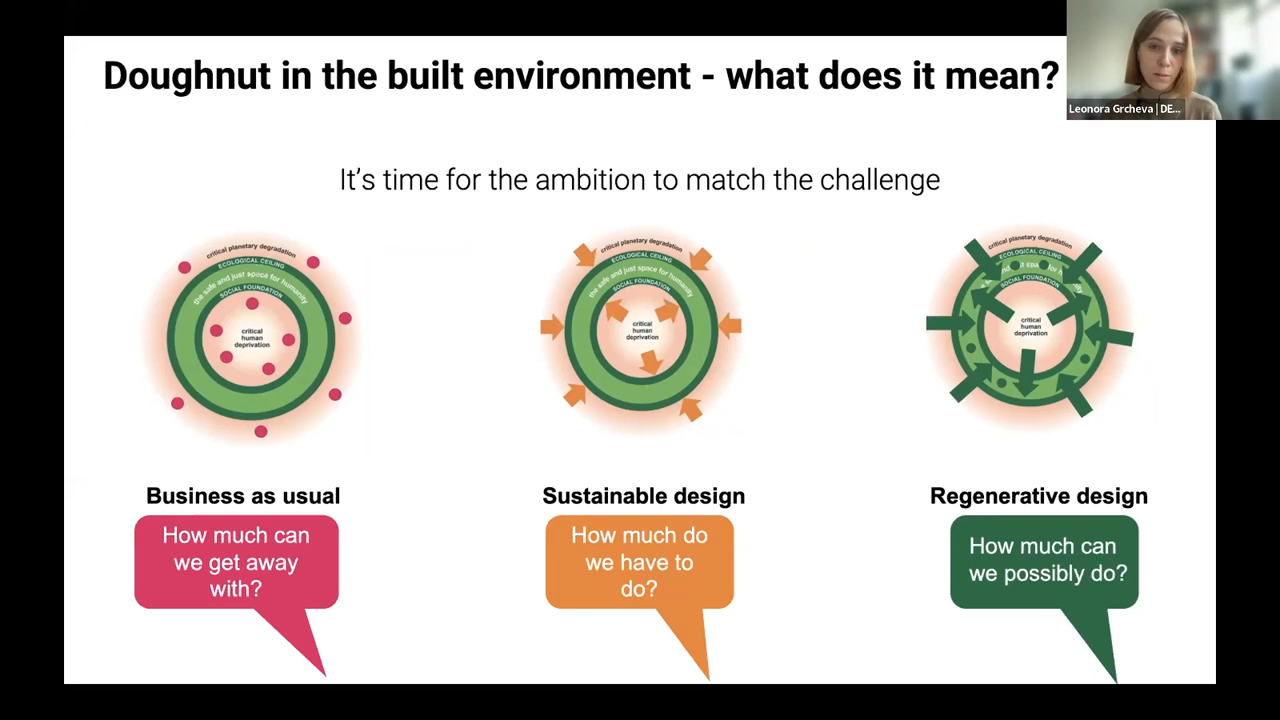 Doughnut in the built environment - what does it mean?
Leonora Grcheva | DE...
It's time for the ambition to match the challenge
critical planetary degradation
ECOLOGICAL CEILING
the safe and just space for humanity
SOCIAL FOUNDATION
critical
human
deprivation
critical planetary degradation
ECOLOGICAL CEILING
the safe and just space for humanity
SOCIAL FOUNDATION
critical
human
deprivation
critical planetary degradation
ECOLOGICAL CEILING
SOCIAL FOUNDATION
critical
human
deprivation
Business as usual
Sustainable design
Regenerative design
How much can
we get away
with?
How much do
we have to
do?
How much can
we possibly do?